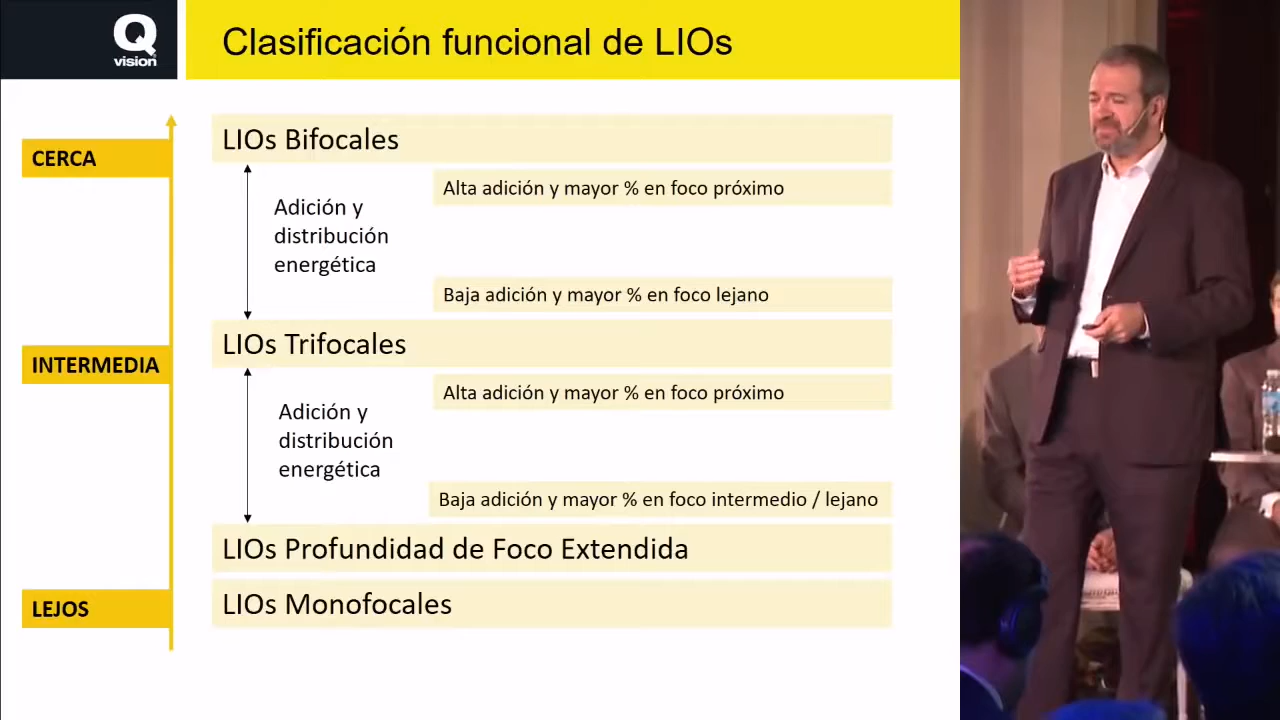 Q
vision
Clasificación funcional de LIOs
CERCA
INTERMEDIA
LEJOS
LIOs Bifocales
Adición y
distribución
energética
Alta adición y mayor % en foco próximo
Baja adición y mayor % en foco lejano
LIOs Trifocales
Adición y
distribución
energética
Alta adición y mayor % en foco próximo
Baja adición y mayor % en foco intermedio / lejano
LIOs Profundidad de Foco Extendida
LIOs Monofocales